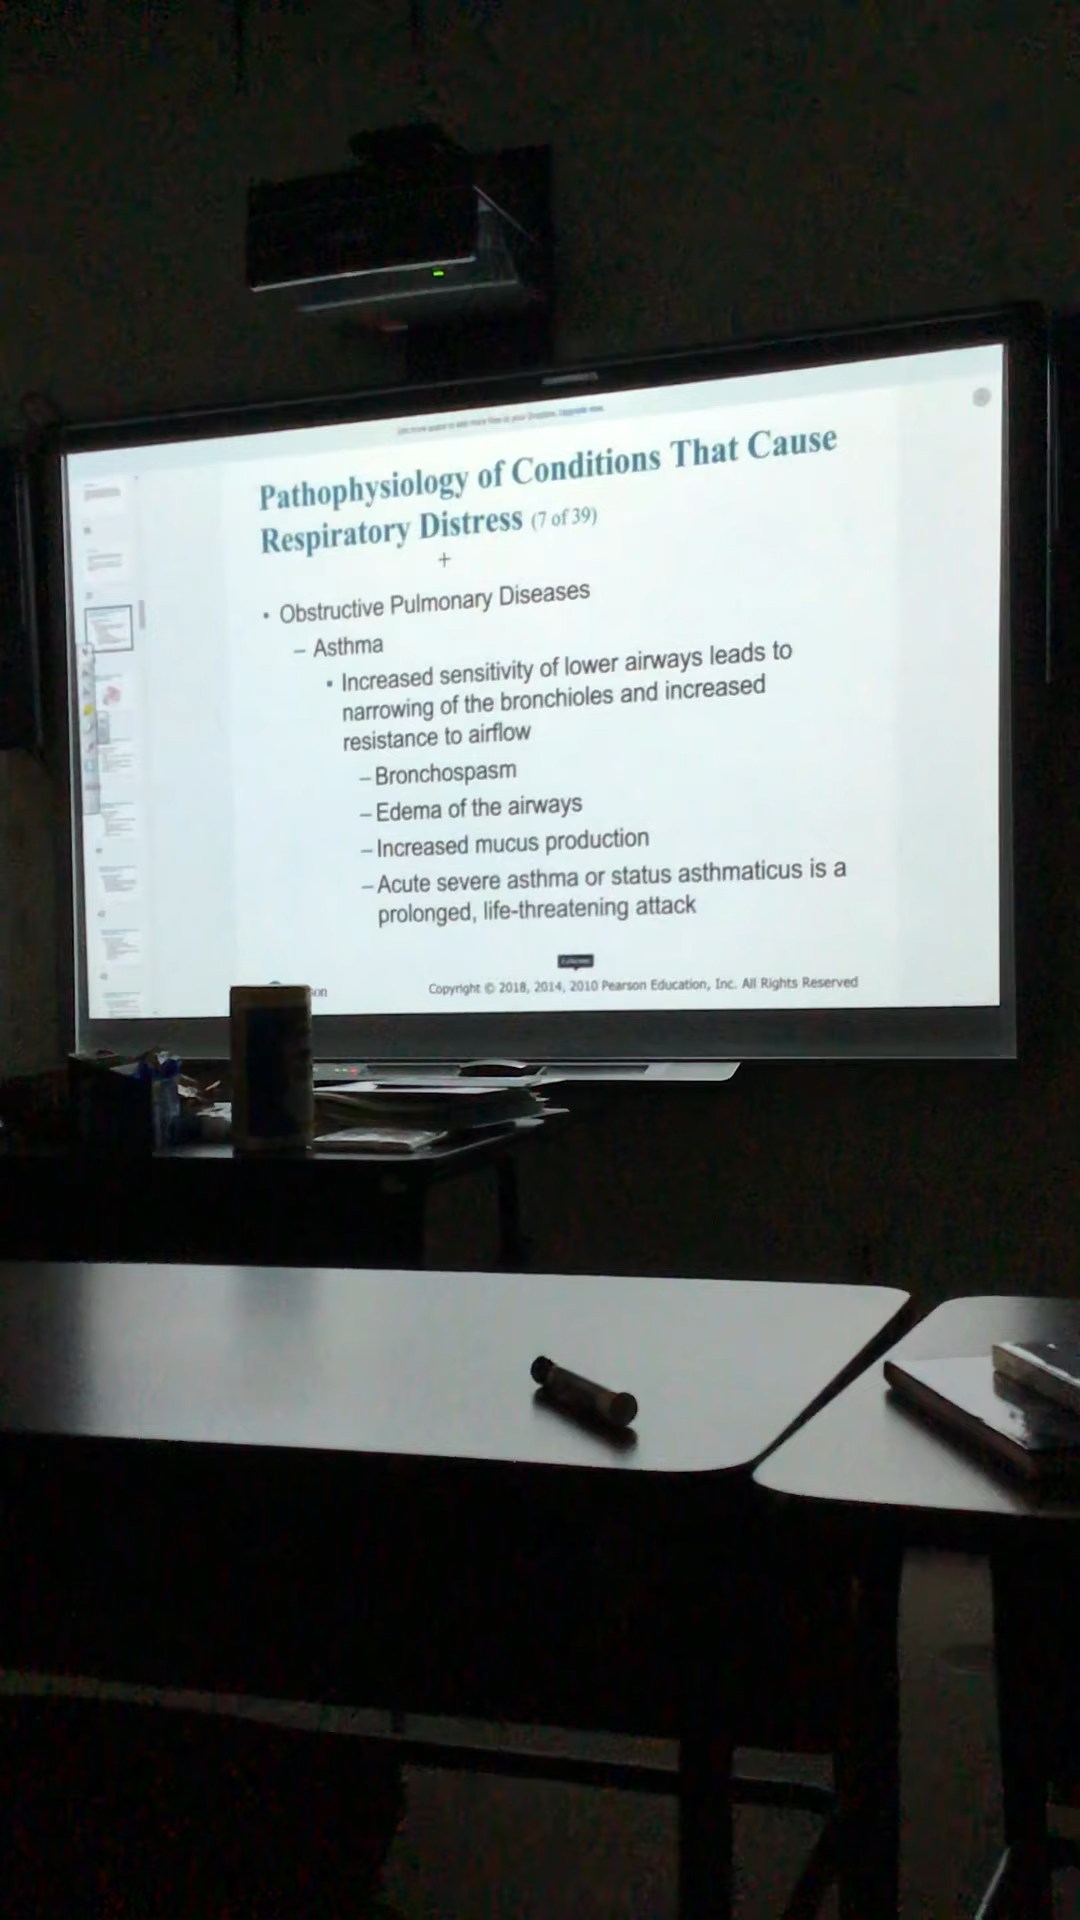 Pathophysiology of Conditions That Cause
Respiratory Distress (7 of 39)
• Obstructive Pulmonary Diseases
– Asthma
• Increased sensitivity of lower airways leads to
narrowing of the bronchioles and increased
resistance to airflow
– Bronchospasm
– Edema of the airways
– Increased mucus production
– Acute severe asthma or status asthmaticus is a
prolonged, life-threatening attack
Copyright © 2018, 2014, 2010 Pearson Education, Inc. All Rights Reserved